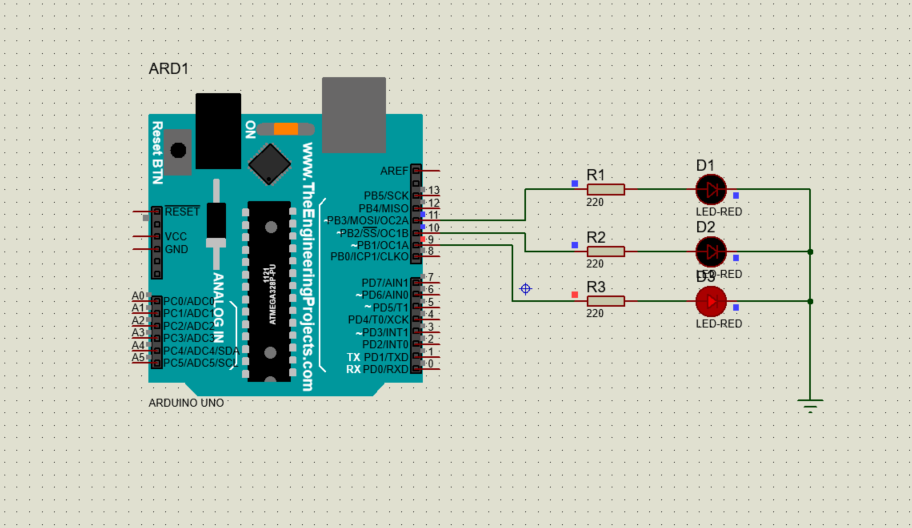 ARD1
Reset BTN
ON
www.TheEngineeringProjects.com
RESET
VCC
GND
ANALOG IN
A0 PC0/ADC0
A1 PC1/ADC1
A2 PC2/ADC2
A3 PC3/ADC3
A4 PC4/ADC4/SDA
A5 PC5/ADC5/SCL
1121
ATMEGA328P-PU
AREF
PB5/SCK 13
PB4/MISO 12
~PB3/MOSI/OC2A 11
~PB2/SS/OC1B 10
~PB1/OC1A 9
PB0/ICP1/CLKO 8
PD7/AIN1 7
~PD6/AIN0 6
~PD5/T1 5
PD4/T0/XCK 4
~PD3/INT1 3
PD2/INT0 2
TX PD1/TXD 1
RX PD0/RXD 0
ARDUINO UNO
R1
220
D1
LED-RED
R2
220
D2
LED-RED
R3
220
D3
LED-RED